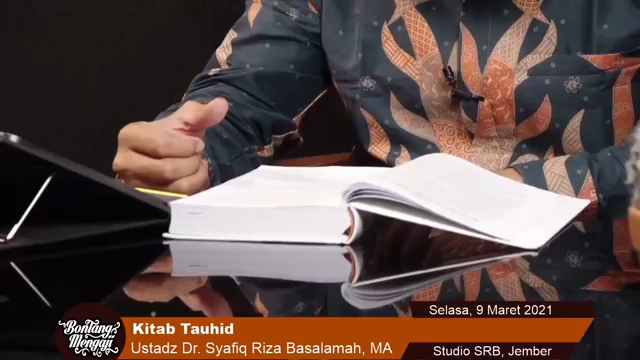 Selasa, 9 Maret 2021
Kitab Tauhid
Ustadz Dr. Syafiq Riza Basalamah, MA
Studio SRB, Jember
Bontang
Mengaji